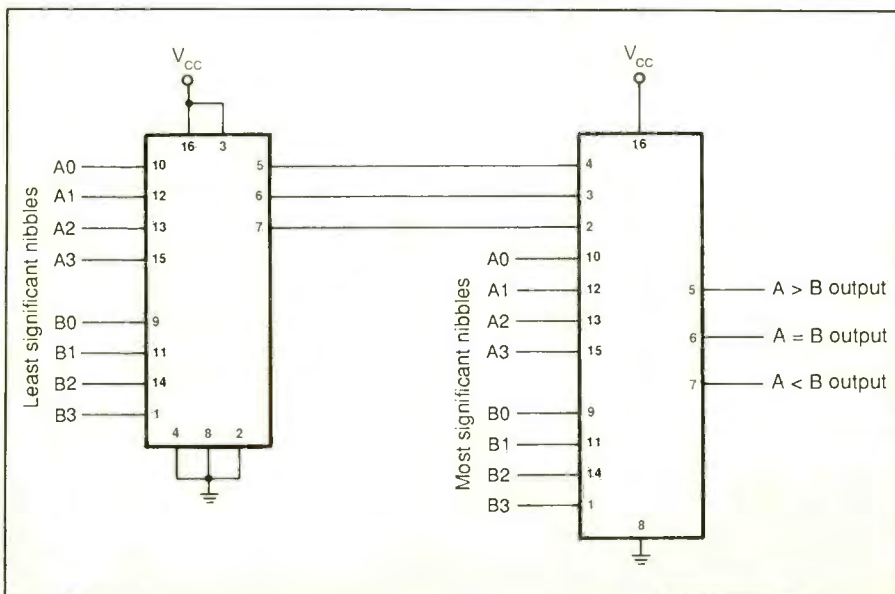 V_CC
V_CC
16 3
16
A0 10 5 4
A1 12 6 3
A2 13 7 2
A3 15
A0 10
A1 12 5 A > B output
A2 13
A3 15 6 A = B output
B0 9
B1 11 7 A < B output
B2 14
B3 1
B0 9
B1 11
B2 14
B3 1
4 8 2
8
Least significant nibbles
Most significant nibbles